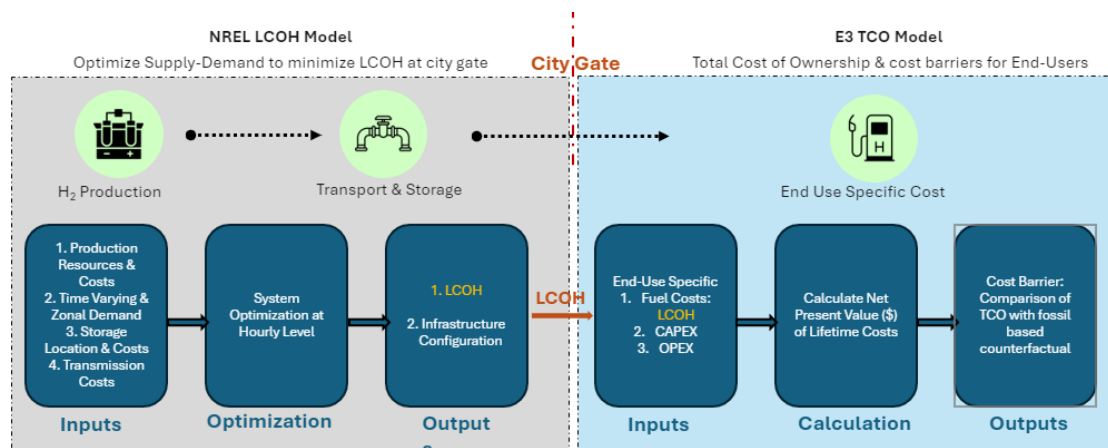 NREL LCOH Model
Optimize Supply-Demand to minimize LCOH at city gate
City Gate
E3 TCO Model
Total Cost of Ownership & cost barriers for End-Users
H₂ Production
Transport & Storage
H
End Use Specific Cost
1. Production
Resources &
Costs
2. Time Varying &
Zonal Demand
3. Storage
Location & Costs
4. Transmission
Costs
System
Optimization at
Hourly Level
1. LCOH
2. Infrastructure
Configuration
LCOH
End-Use Specific
1. Fuel Costs:
LCOH
2. CAPEX
3. OPEX
Calculate Net
Present Value ($)
of Lifetime Costs
Cost Barrier:
Comparison of
TCO with fossil
based
counterfactual
Inputs
Optimization
Output
Inputs
Calculation
Outputs